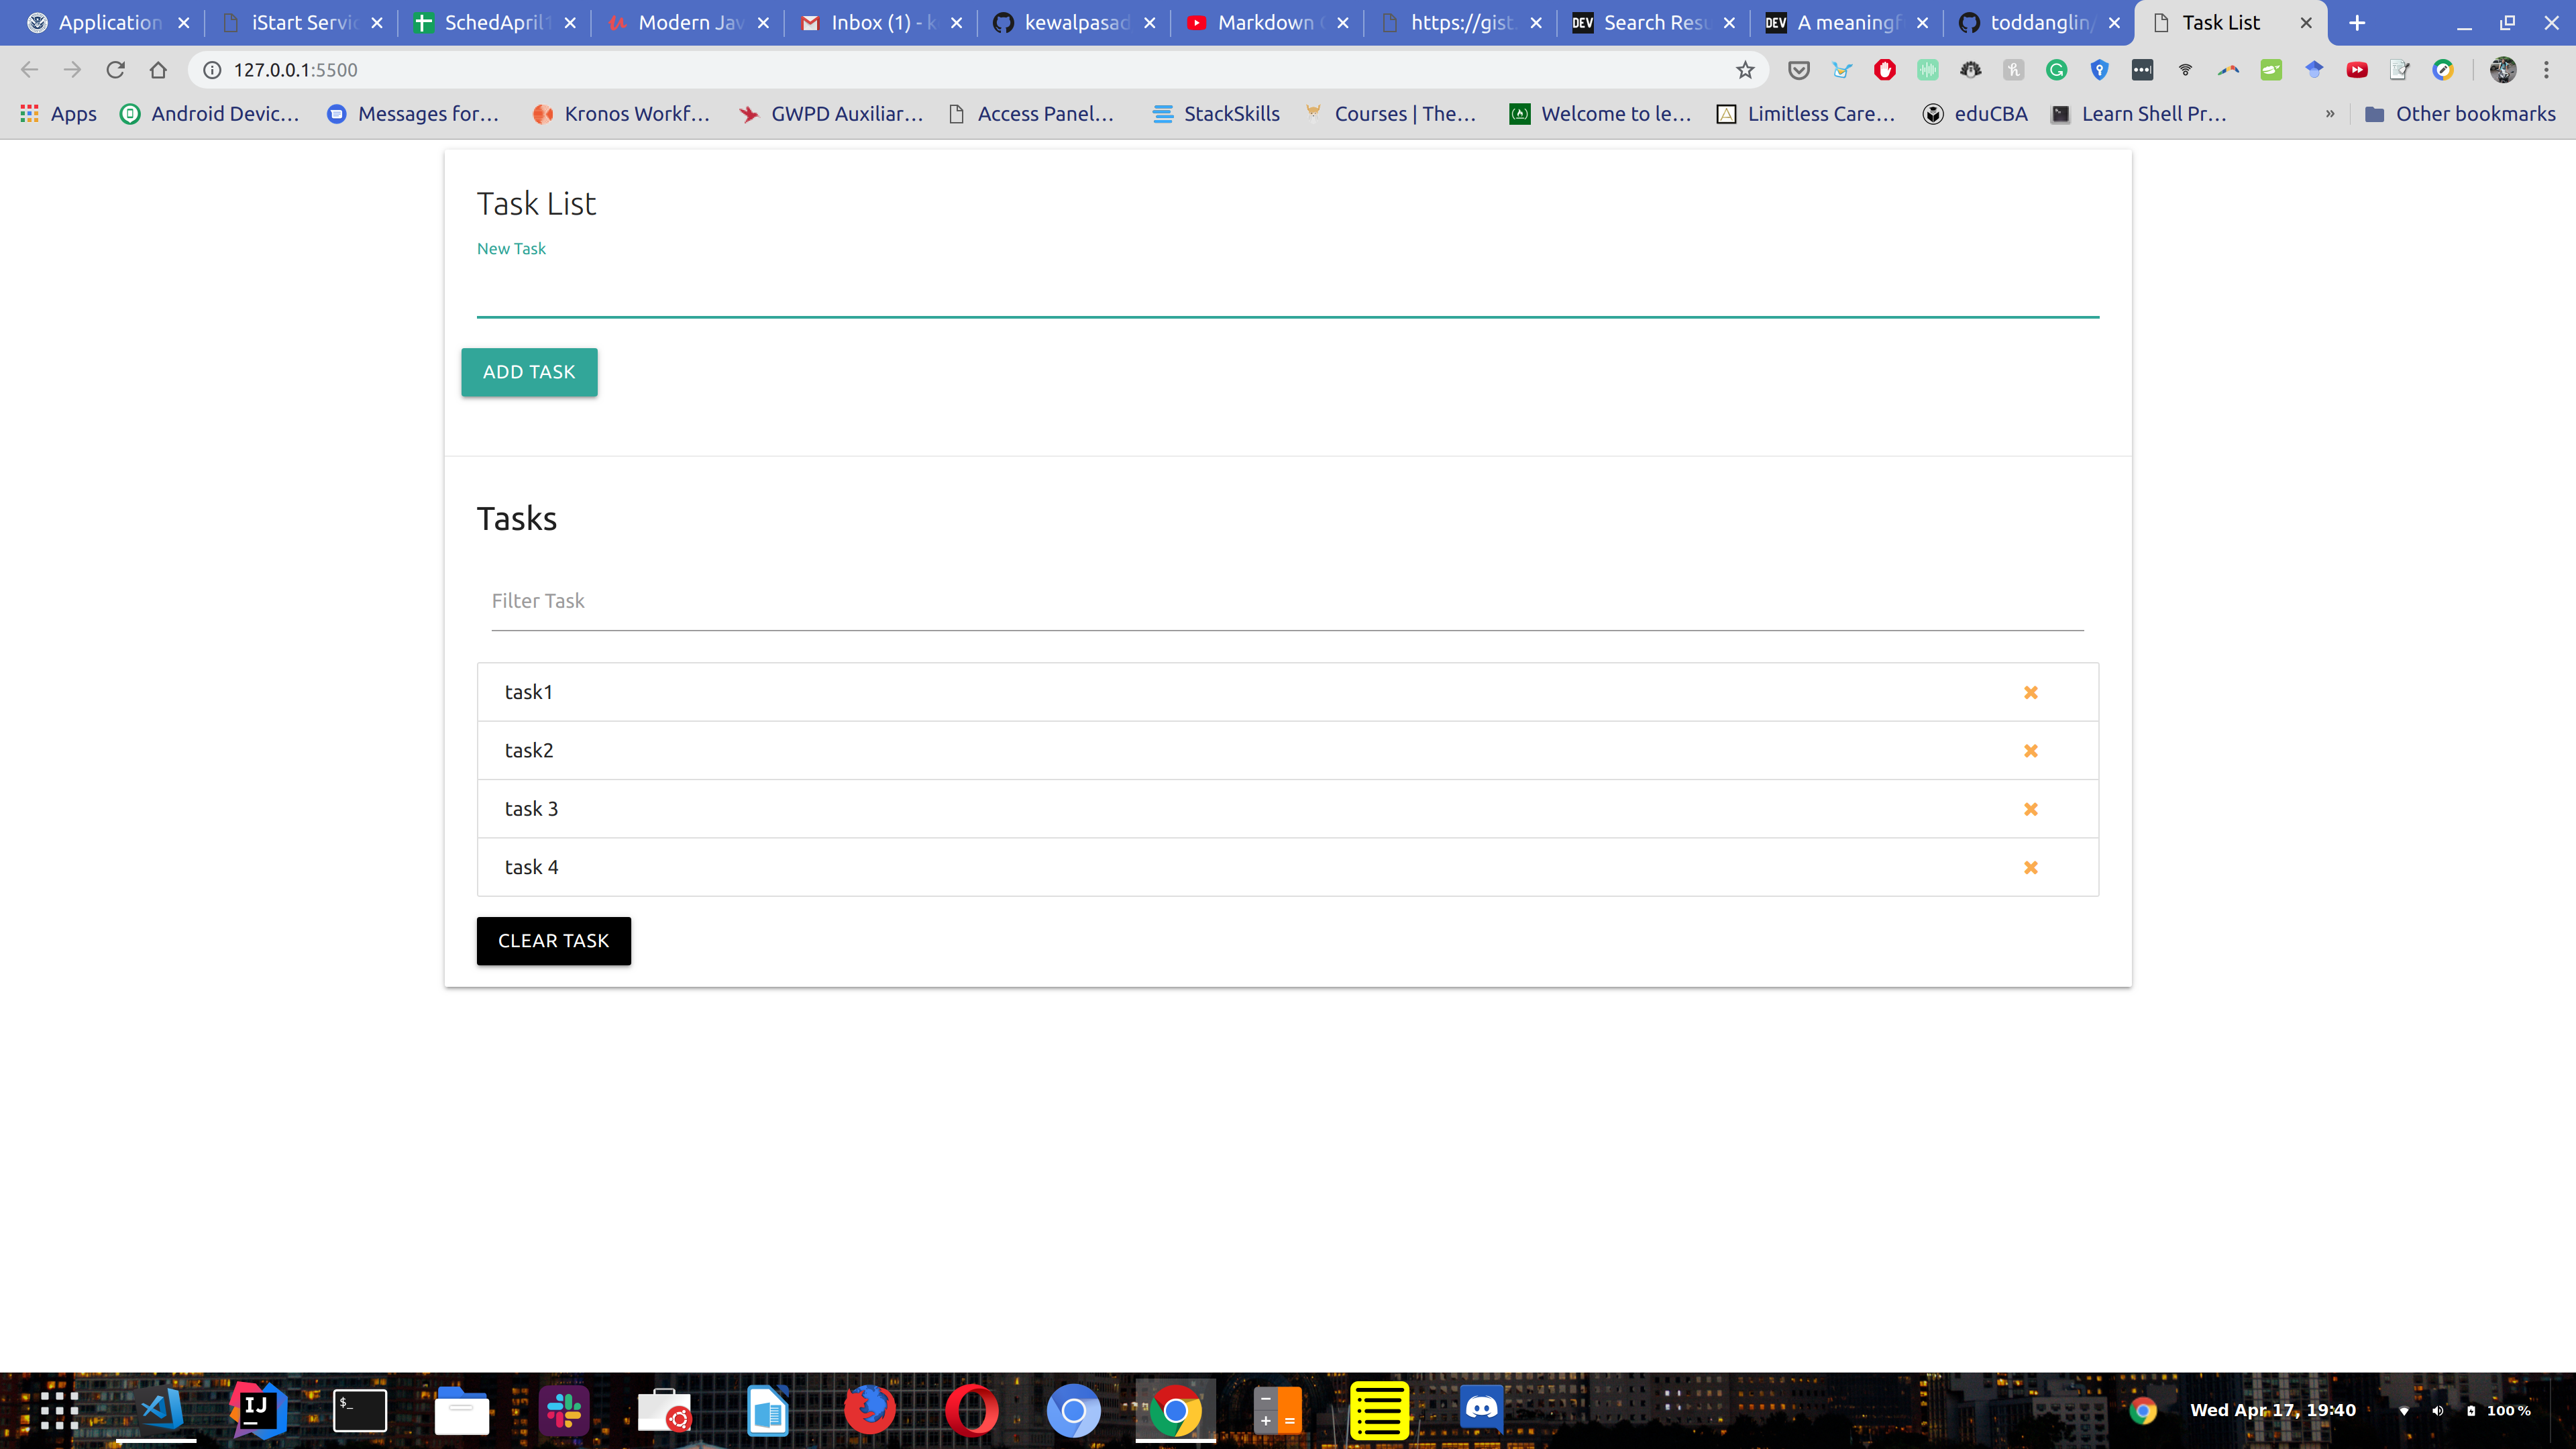 Application
iStart Servic
SchedApril1
Modern Jav
Inbox (1) - k
kewalpasad
Markdown C
https://gist.
DEV Search Resu
DEV A meaningf
toddanglin/
Task List
127.0.0.1:5500
Apps
Android Devic...
Messages for...
Kronos Workf...
GWPD Auxiliar...
Access Panel...
StackSkills
Courses | The...
Welcome to le...
Limitless Care...
eduCBA
Learn Shell Pr...
»
Other bookmarks
Task List
New Task
ADD TASK
Tasks
Filter Task
task1
task2
task 3
task 4
CLEAR TASK
IJ
$_
Wed Apr 17, 19:40
100 %